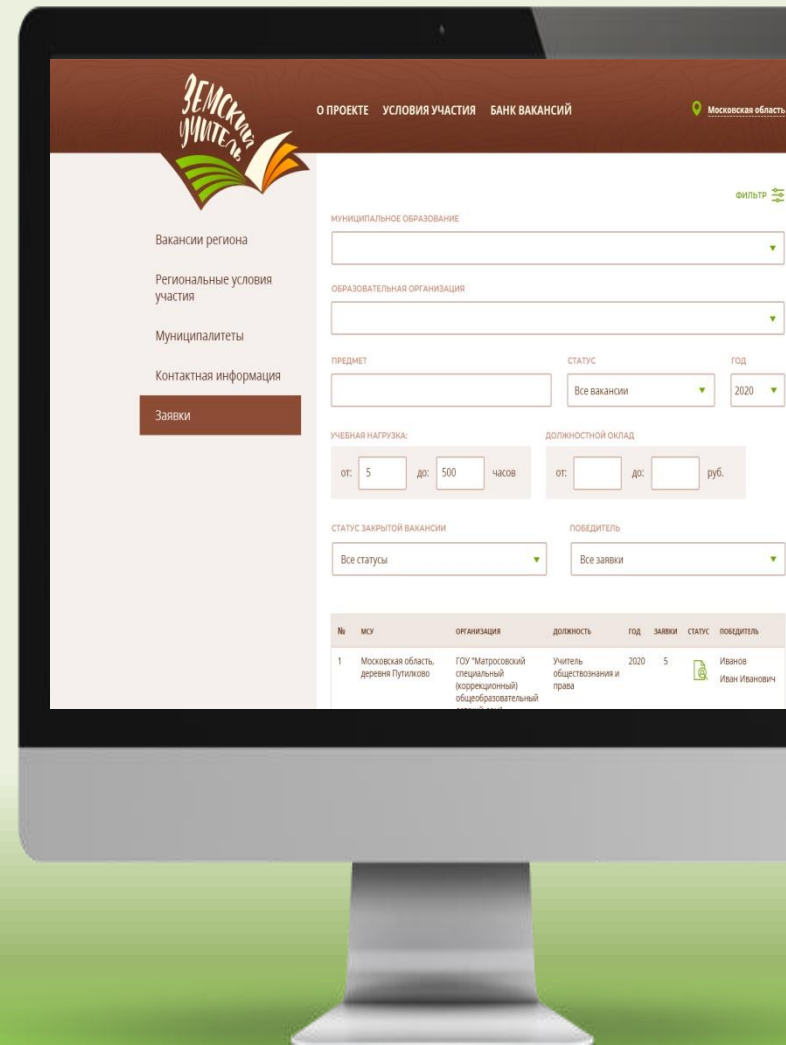 ЗЕМСКИЙ
УЧИТЕЛЬ
О ПРОЕКТЕ УСЛОВИЯ УЧАСТИЯ БАНК ВАКАНСИЙ
Московская область
Вакансии региона
Региональные условия
участия
Муниципалитеты
Контактная информация
Заявки
ФИЛЬТР
МУНИЦИПАЛЬНОЕ ОБРАЗОВАНИЕ
ОБРАЗОВАТЕЛЬНАЯ ОРГАНИЗАЦИЯ
ПРЕДМЕТ СТАТУС ГОД
Все вакансии 2020
УЧЕБНАЯ НАГРУЗКА: ДОЛЖНОСТНОЙ ОКЛАД
от: 5 до: 500 часов от: до: руб.
СТАТУС ЗАКРЫТОЙ ВАКАНСИИ ПОБЕДИТЕЛЬ
Все статусы Все заявки
№ МСУ ОРГАНИЗАЦИЯ ДОЛЖНОСТЬ ГОД ЗАЯВКИ СТАТУС ПОБЕДИТЕЛЬ
1 Московская область, ГОУ "Матросовский Учитель 2020 5 Иванов
деревня Путилково специальный обществознания и Иван Иванович
(коррекционный) права
общеобразовательный